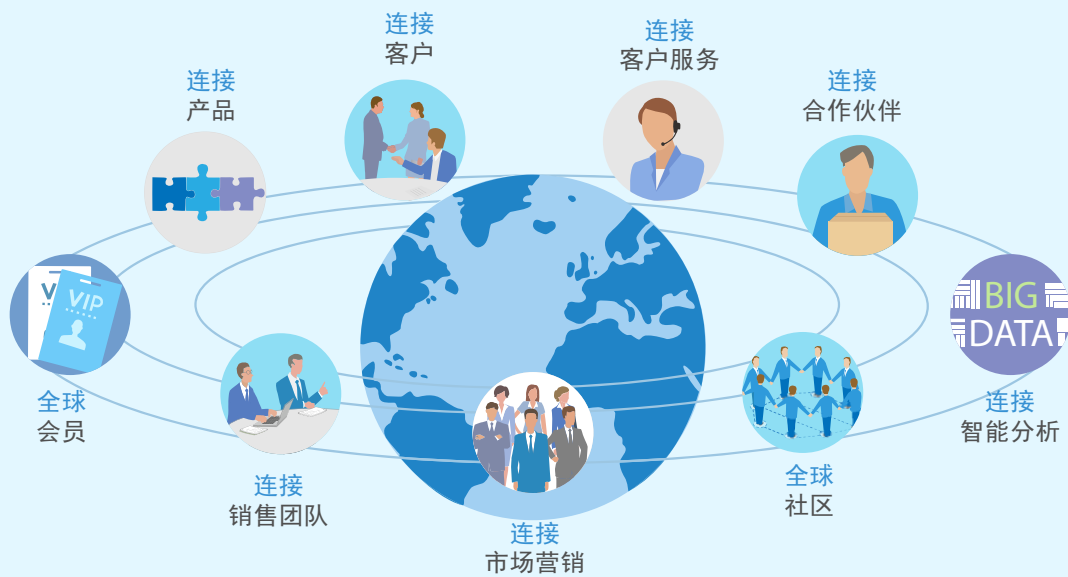 连接
客户
连接
客户服务
连接
产品
连接
合作伙伴
VIP
BIG
DATA
全球
会员
连接
智能分析
连接
销售团队
全球
社区
连接
市场营销